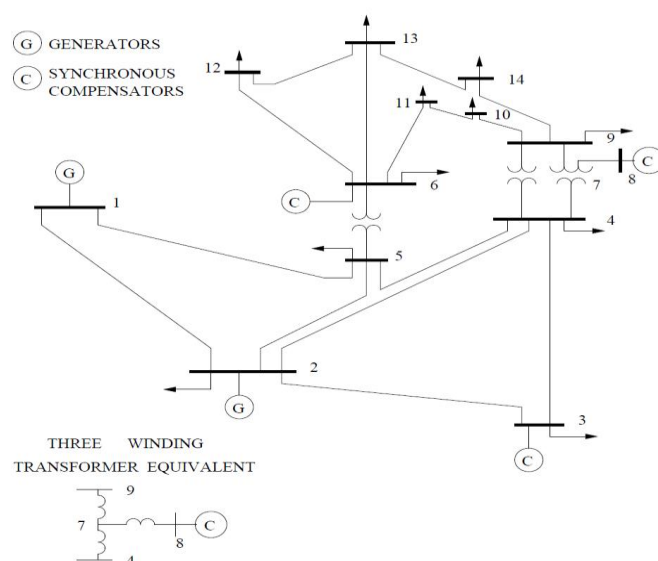 G GENERATORS
C SYNCHRONOUS
COMPENSATORS
13
12
14
11
10
9
G
C
8
7
1
C
6
4
5
2
G
3
C
THREE WINDING
TRANSFORMER EQUIVALENT
9
7
C
8
4